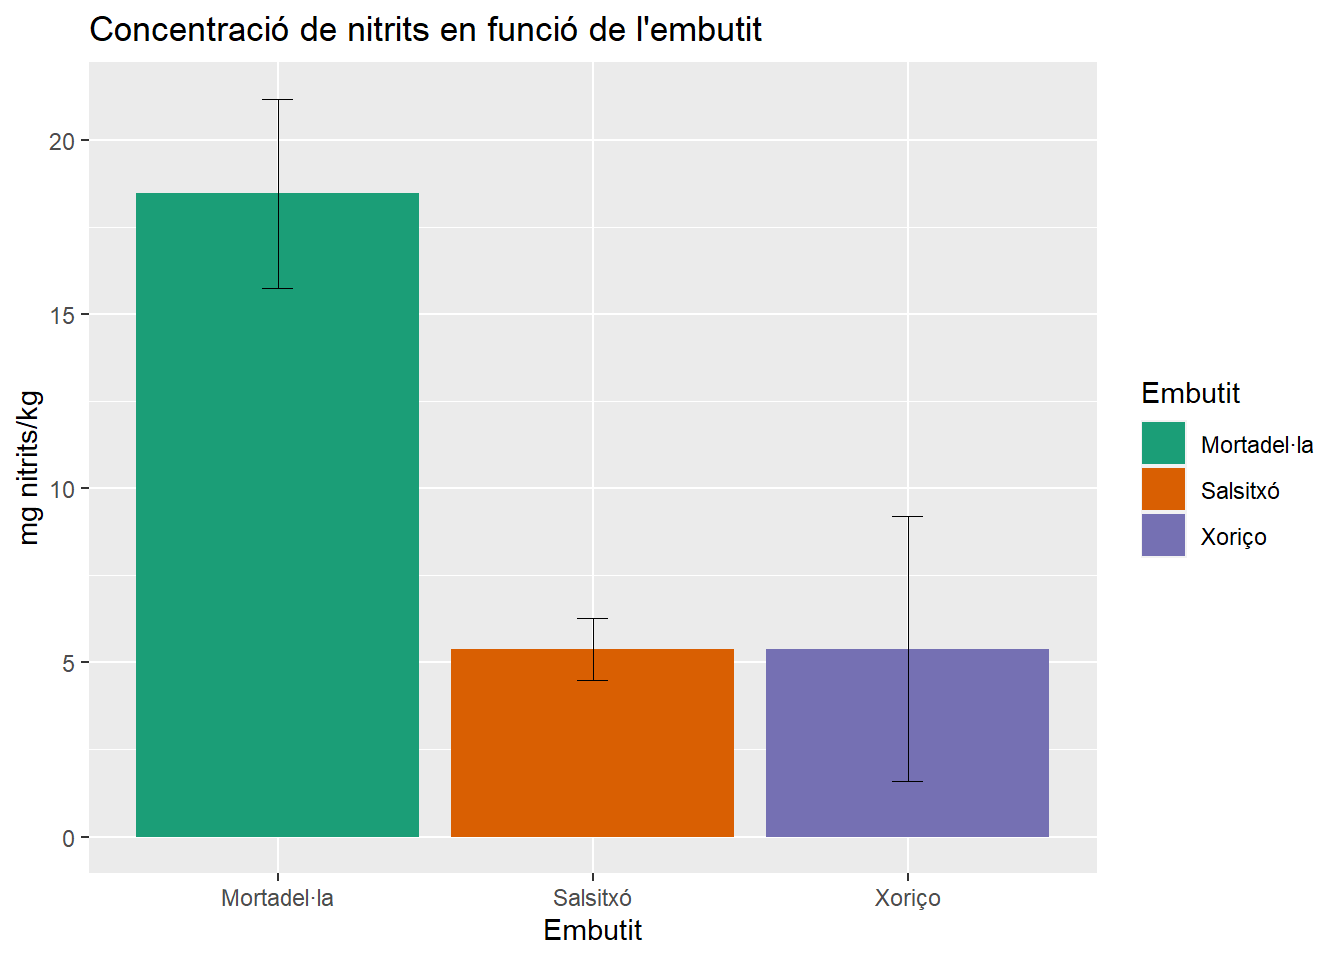 Concentració de nitrits en funció de l'embutit
mg nitrits/kg
20
15
10
5
0
Mortadel·la
Salsitxó
Xoriço
Embutit
Embutit
Mortadel·la
Salsitxó
Xoriço